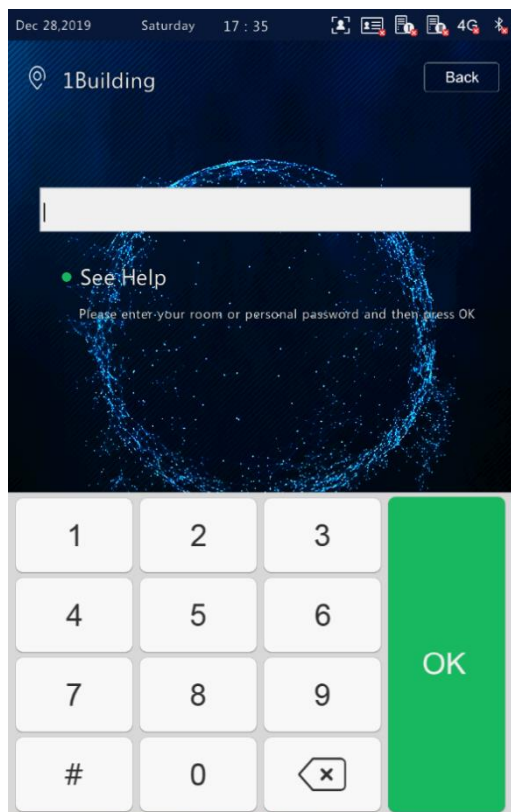 Dec 28,2019 Saturday 17 : 35 4G
1Building Back
See Help
Please enter your room or personal password and then press OK
1 2 3
4 5 6
OK
7 8 9
# 0